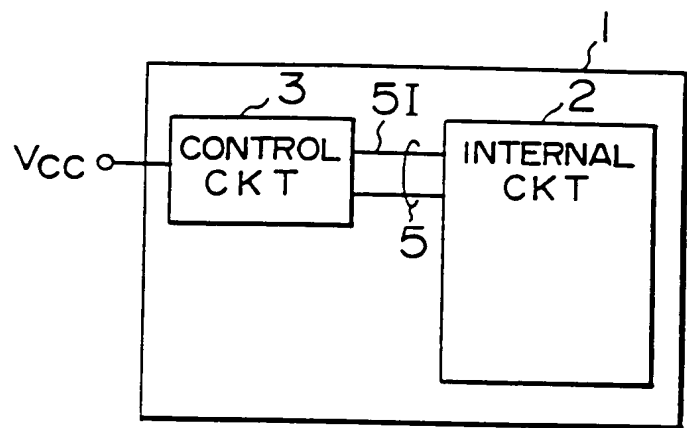 1
3
5I
2
VCC
CONTROL
CKT
INTERNAL
CKT
5